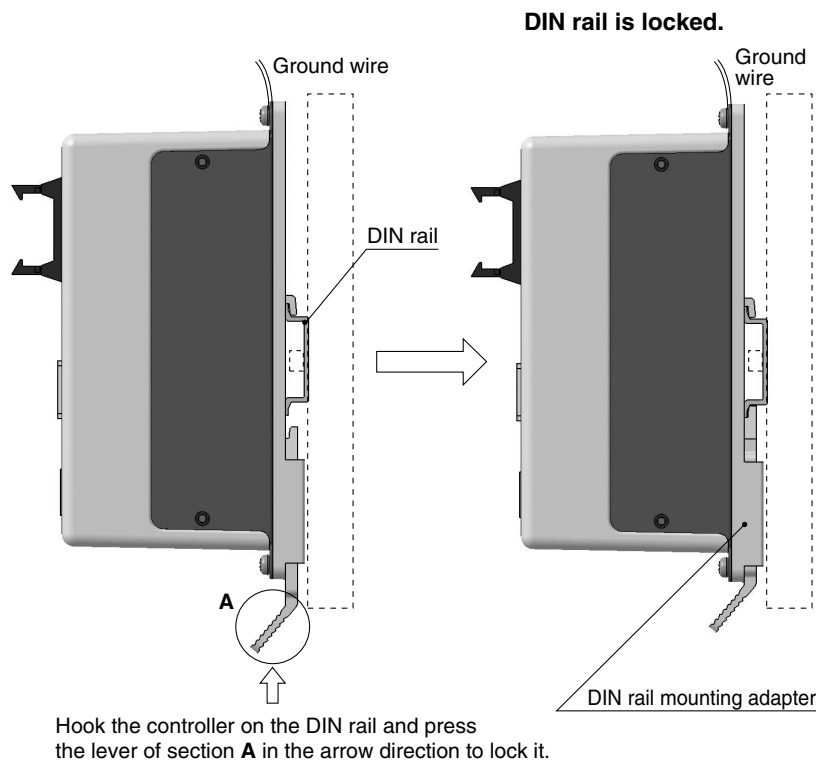 DIN rail is locked.
Ground wire
Ground
wire
DIN rail
A
DIN rail mounting adapter
Hook the controller on the DIN rail and press
the lever of section A in the arrow direction to lock it.